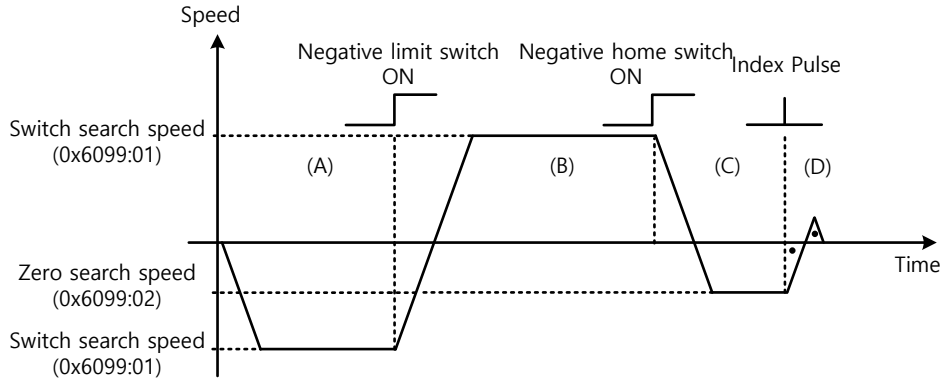 Speed
Negative limit switch
ON
Negative home switch
ON
Index Pulse
Switch search speed
(0x6099:01)
(A)
(B)
(C)
(D)
Time
Zero search speed
(0x6099:02)
Switch search speed
(0x6099:01)